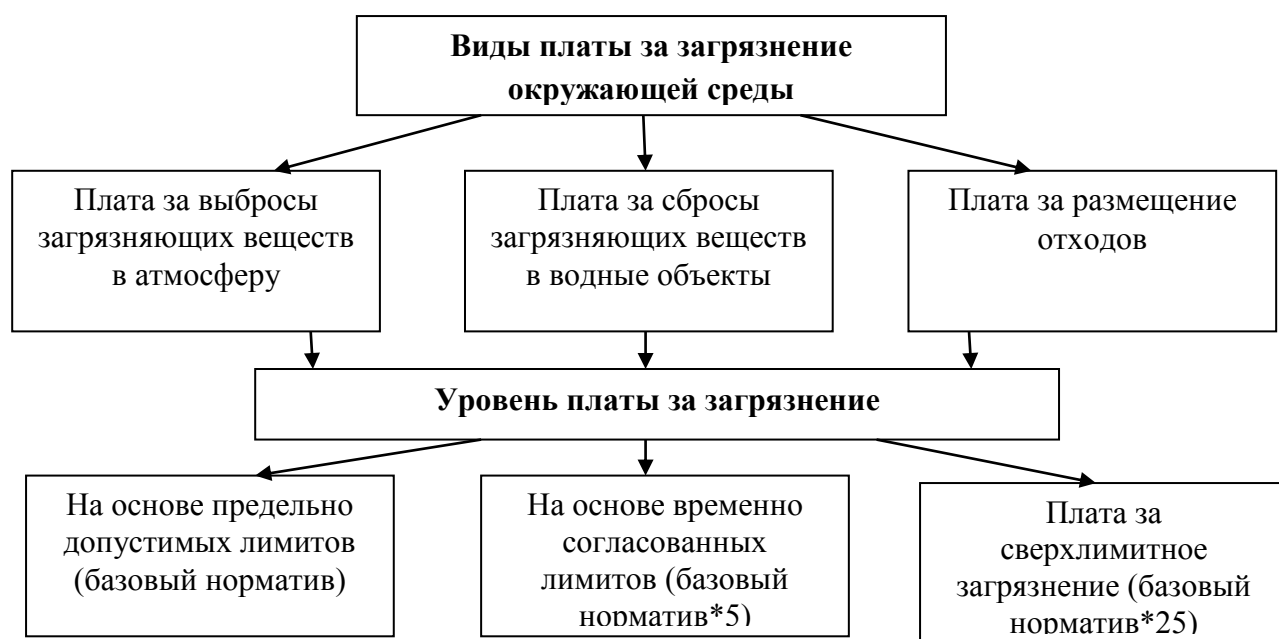 Виды платы за загрязнение
окружающей среды
Плата за выбросы
загрязняющих веществ
в атмосферу
Плата за сбросы
загрязняющих веществ
в водные объекты
Плата за размещение
отходов
Уровень платы за загрязнение
На основе предельно
допустимых лимитов
(базовый норматив)
На основе временно
согласованных
лимитов (базовый
норматив*5)
Плата за
сверхлимитное
загрязнение (базовый
норматив*25)